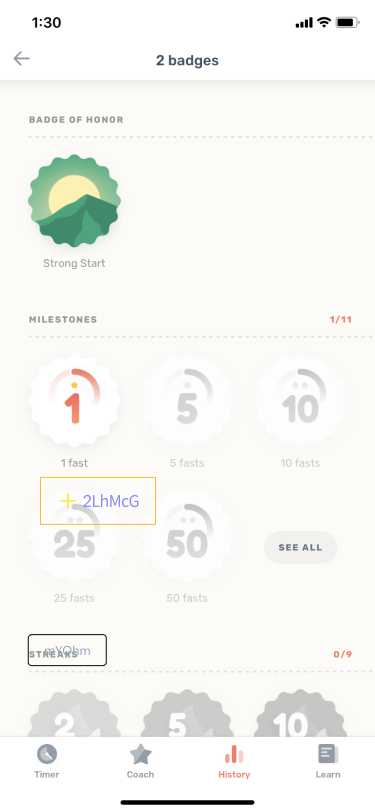 1:30
2 badges
BADGE OF HONOR
Strong Start
MILESTONES 1/11
1 5 10
1 fast 5 fasts 10 fasts
2LhMcG
25 50 SEE ALL
25 fasts 50 fasts
mYQhm
STREAKS 0/9
2 5 10
Timer Coach History Learn